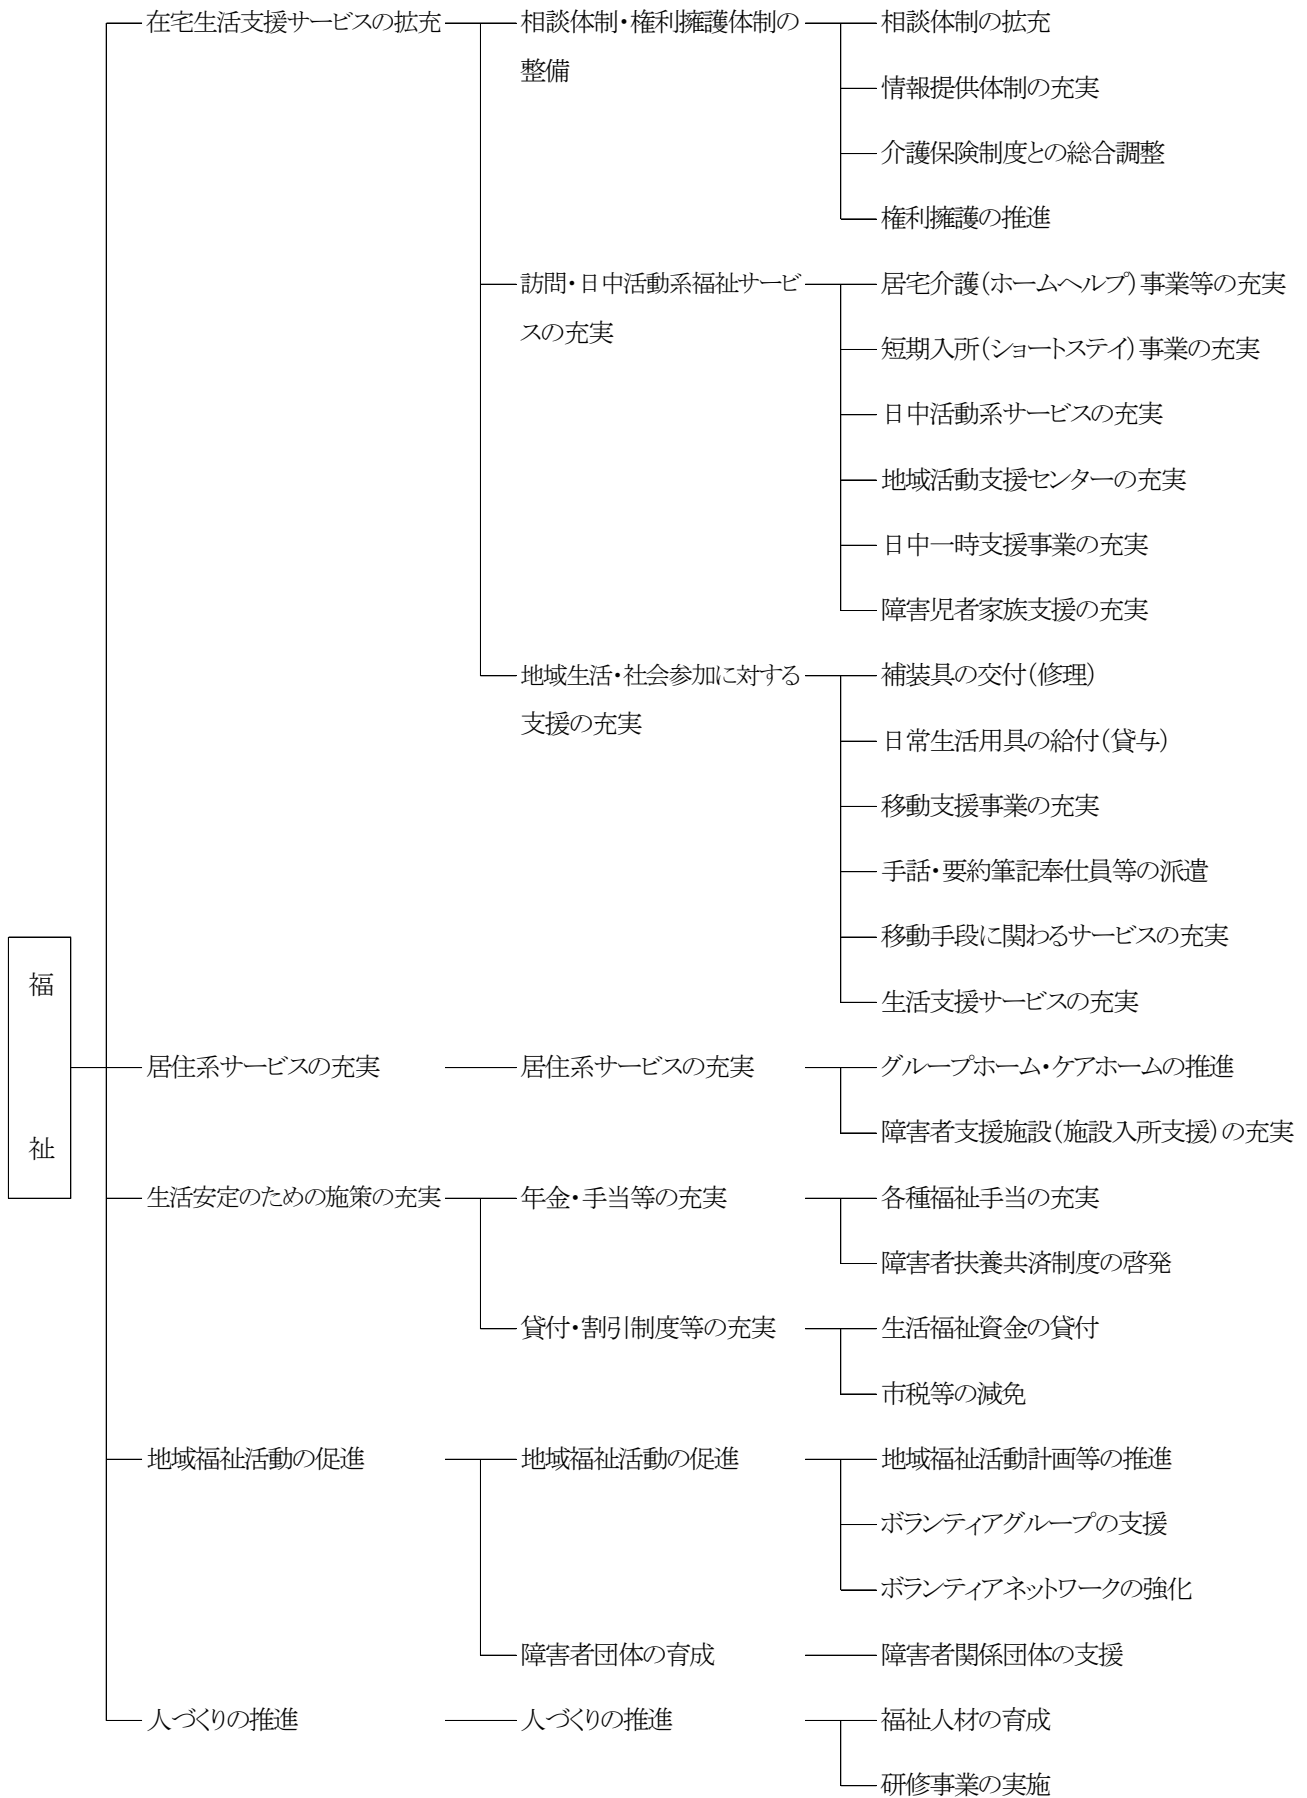 在宅生活支援サービスの拡充
相談体制・権利擁護体制の
整備
相談体制の拡充
情報提供体制の充実
介護保険制度との総合調整
権利擁護の推進
訪問・日中活動系福祉サービ
スの充実
居宅介護(ホームヘルプ)事業等の充実
短期入所(ショートステイ)事業の充実
日中活動系サービスの充実
地域活動支援センターの充実
日中一時支援事業の充実
障害児者家族支援の充実
地域生活・社会参加に対する
支援の充実
補装具の交付(修理)
日常生活用具の給付(貸与)
移動支援事業の充実
手話・要約筆記奉仕員等の派遣
移動手段に関わるサービスの充実
生活支援サービスの充実
福
祉
居住系サービスの充実
居住系サービスの充実
グループホーム・ケアホームの推進
障害者支援施設(施設入所支援)の充実
生活安定のための施策の充実
年金・手当等の充実
各種福祉手当の充実
障害者扶養共済制度の啓発
貸付・割引制度等の充実
生活福祉資金の貸付
市税等の減免
地域福祉活動の促進
地域福祉活動の促進
地域福祉活動計画等の推進
ボランティアグループの支援
ボランティアネットワークの強化
障害者団体の育成
障害者関係団体の支援
人づくりの推進
人づくりの推進
福祉人材の育成
研修事業の実施